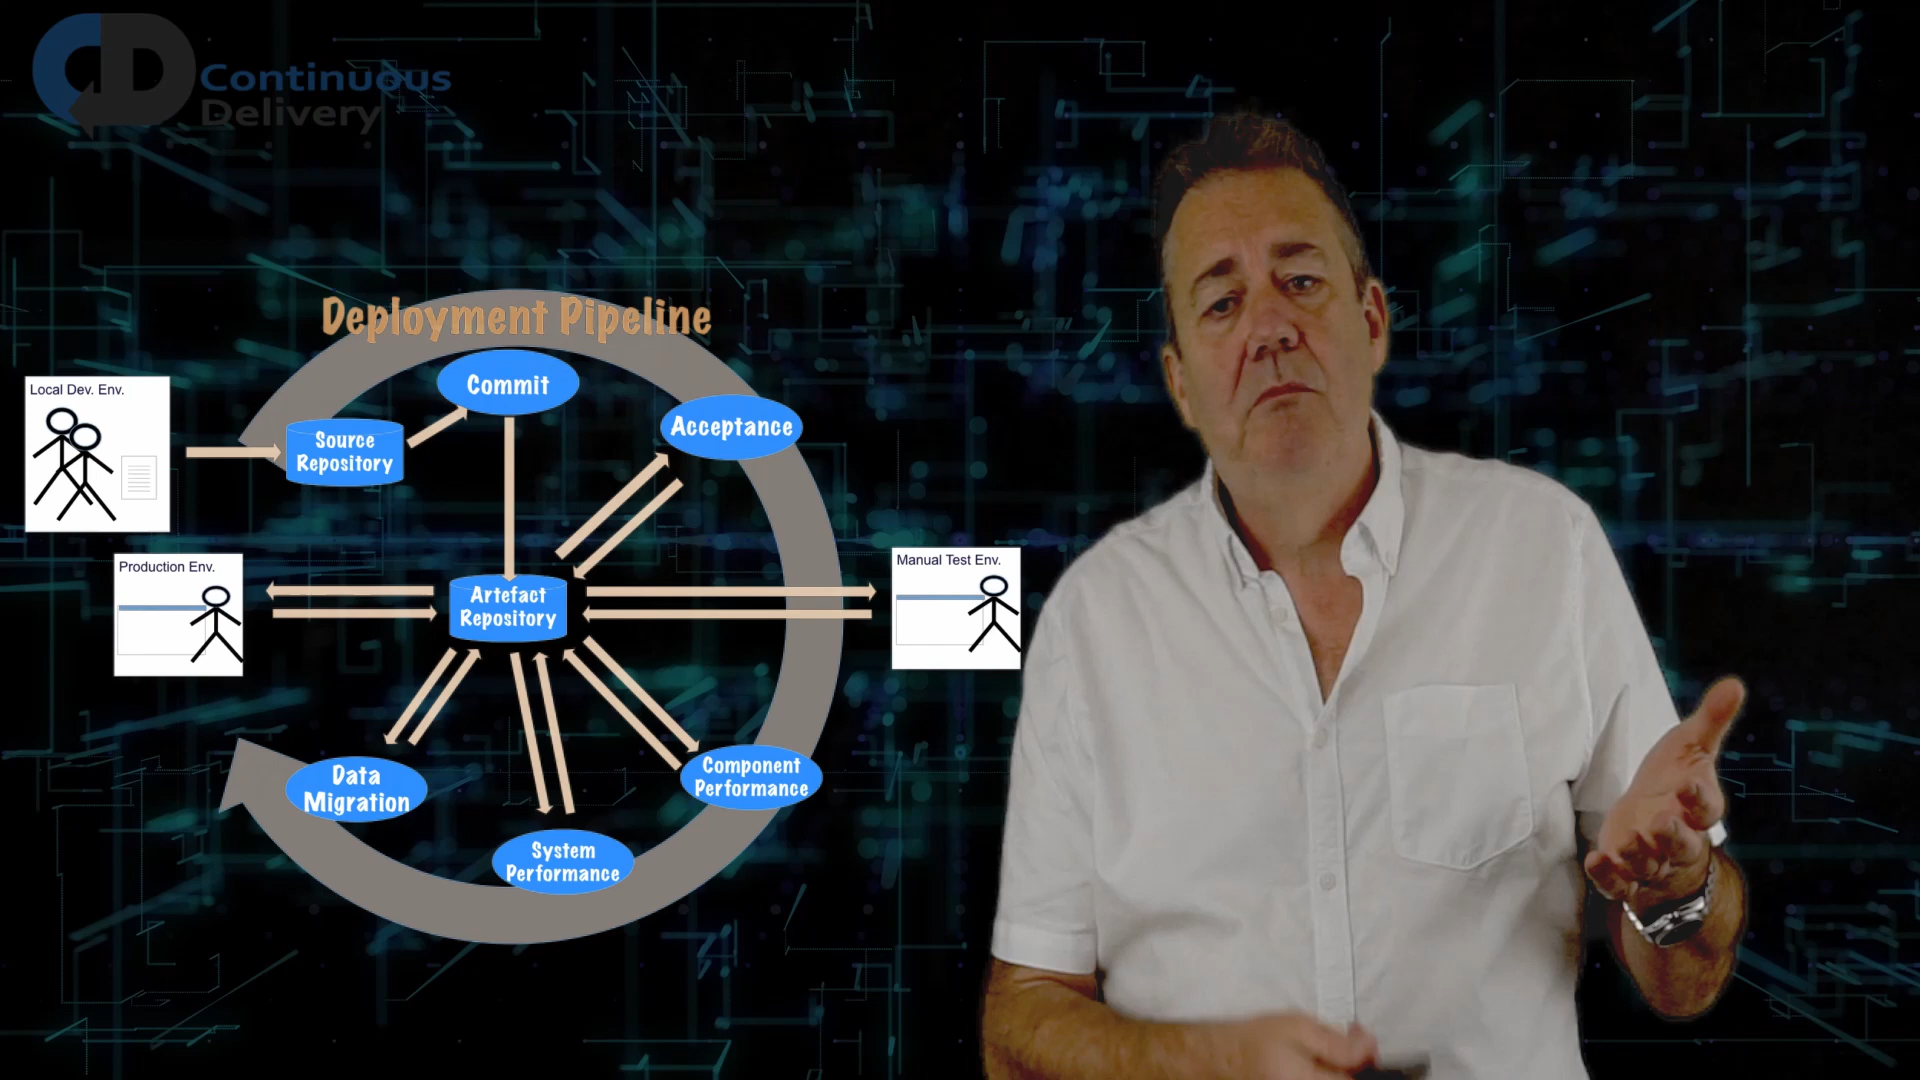 Continuous
Delivery
Deployment Pipeline
Local Dev. Env.
Commit
Source
Repository
Acceptance
Production Env.
Artefact
Repository
Manual Test Env.
Data
Migration
Component
Performance
System
Performance